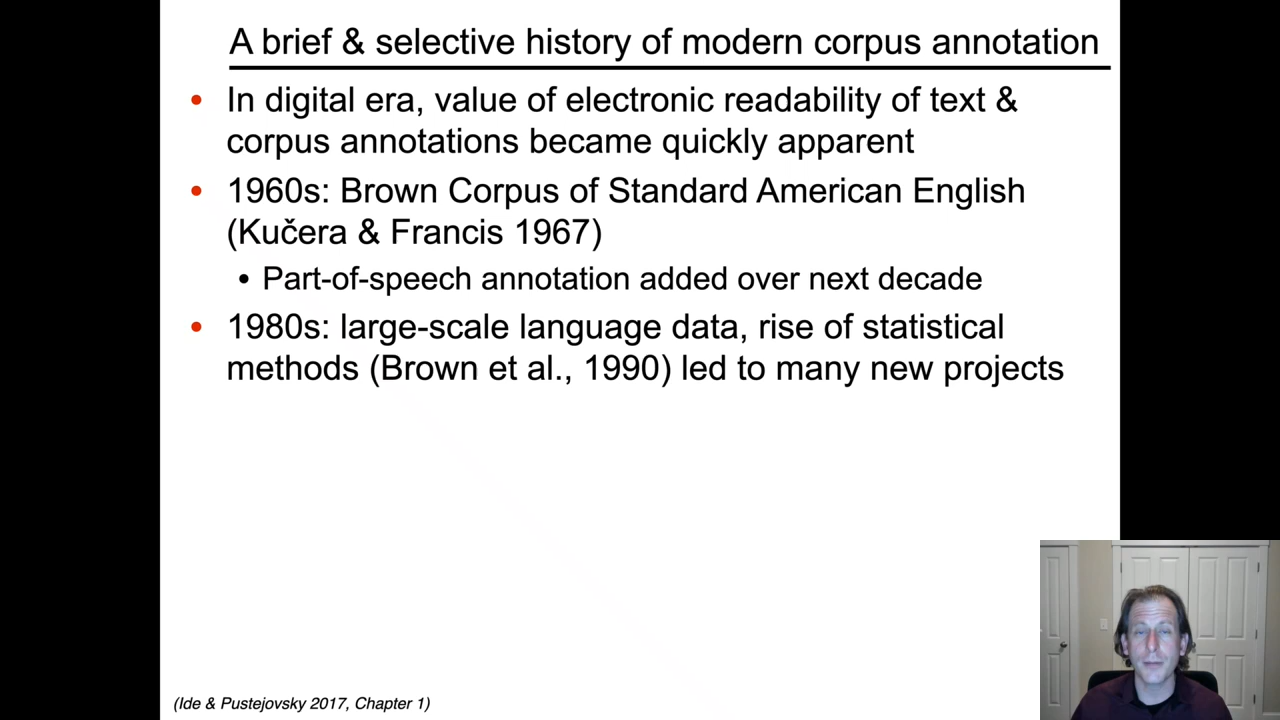 A brief & selective history of modern corpus annotation
• In digital era, value of electronic readability of text &
corpus annotations became quickly apparent
• 1960s: Brown Corpus of Standard American English
(Kučera & Francis 1967)
• Part-of-speech annotation added over next decade
• 1980s: large-scale language data, rise of statistical
methods (Brown et al., 1990) led to many new projects
(Ide & Pustejovsky 2017, Chapter 1)